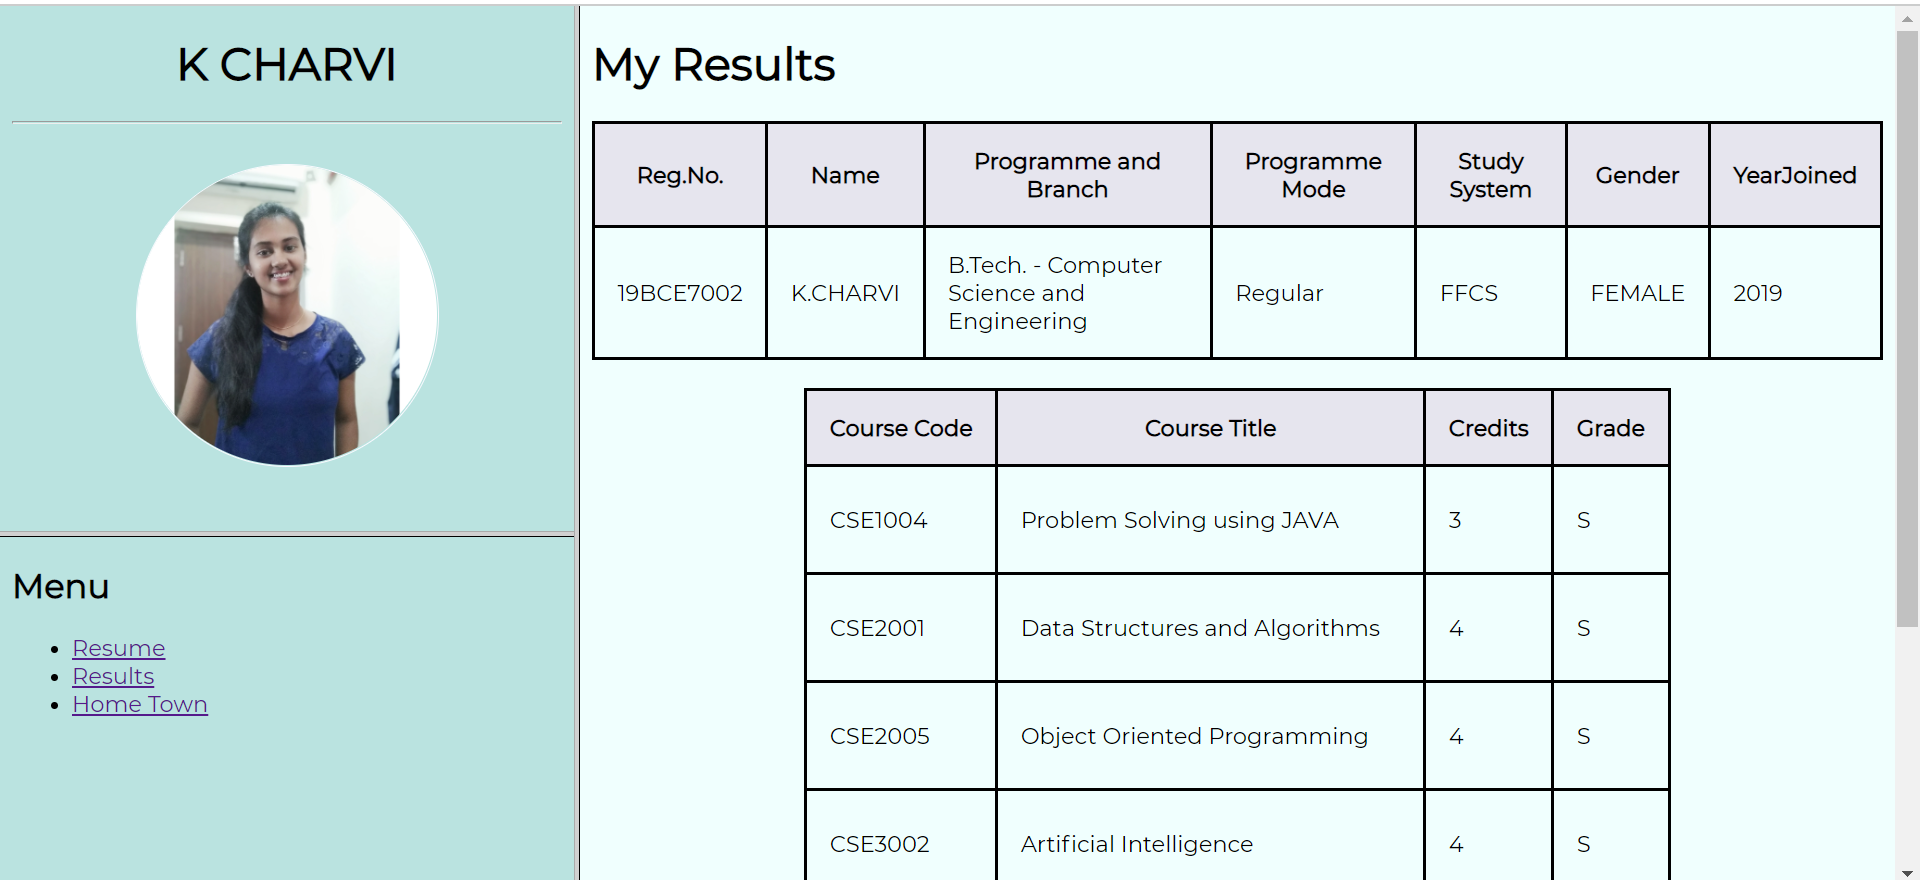 K CHARVI
Menu
Resume
Results
Home Town
My Results
Reg.No. Name Programme and Branch Programme Mode Study System Gender YearJoined
19BCE7002 K.CHARVI B.Tech. - Computer Science and Engineering Regular FFCS FEMALE 2019
Course Code Course Title Credits Grade
CSE1004 Problem Solving using JAVA 3 S
CSE2001 Data Structures and Algorithms 4 S
CSE2005 Object Oriented Programming 4 S
CSE3002 Artificial Intelligence 4 S